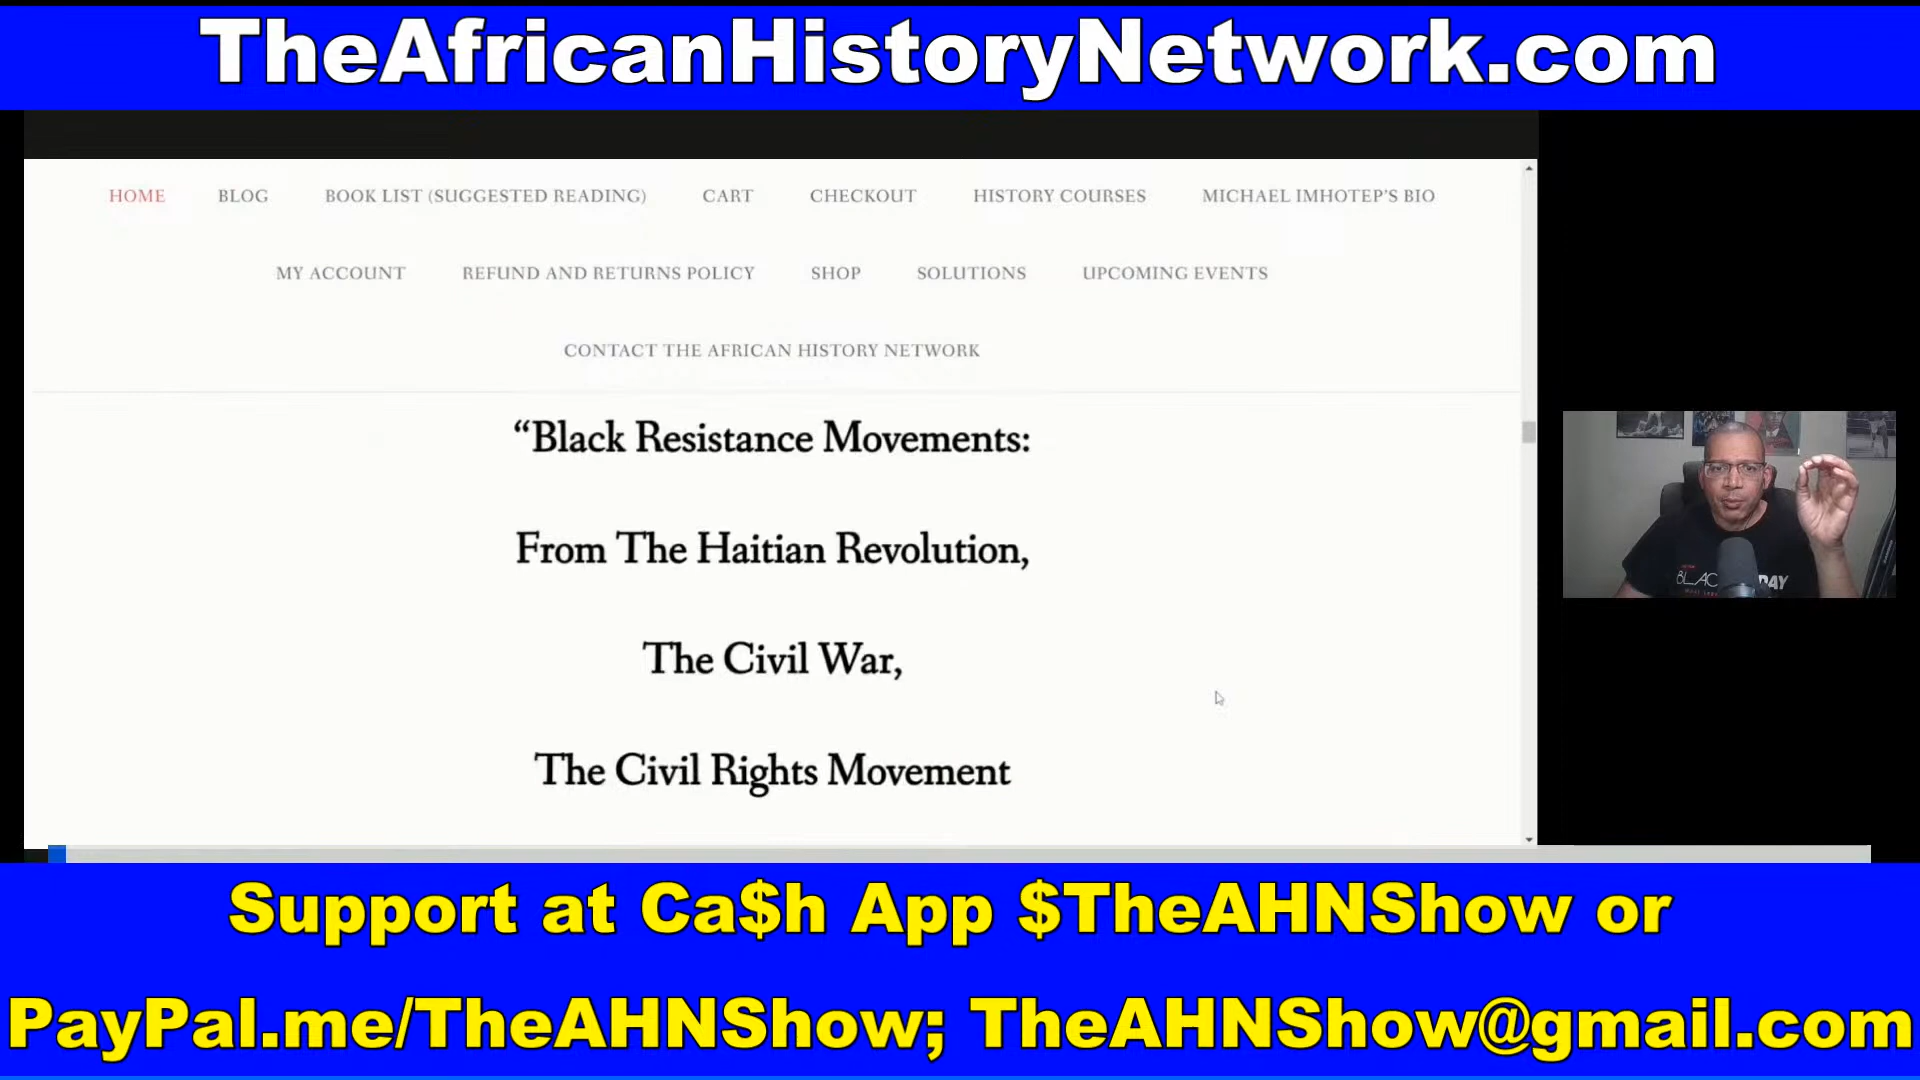 TheAfricanHistoryNetwork.com
HOME BLOG BOOK LIST (SUGGESTED READING) CART CHECKOUT HISTORY COURSES MICHAEL IMHOTEP'S BIO
MY ACCOUNT REFUND AND RETURNS POLICY SHOP SOLUTIONS UPCOMING EVENTS
CONTACT THE AFRICAN HISTORY NETWORK
“Black Resistance Movements:
From The Haitian Revolution,
The Civil War,
The Civil Rights Movement
Support at Ca$h App $TheAHNShow or
PayPal.me/TheAHNShow; TheAHNShow@gmail.com